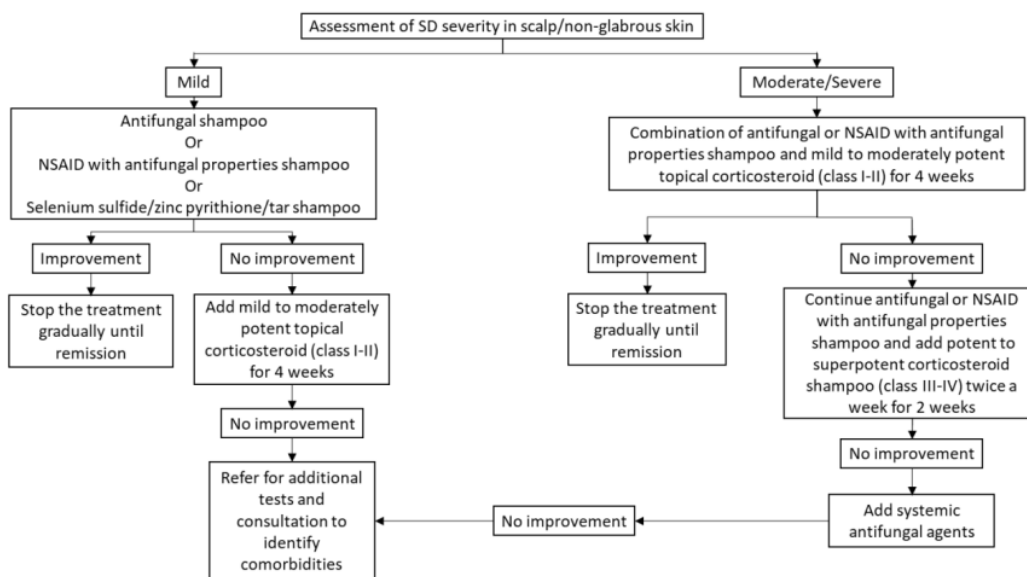 Assessment of SD severity in scalp/non-glabrous skin
Mild
Moderate/Severe
Antifungal shampoo
Or
NSAID with antifungal properties shampoo
Or
Selenium sulfide/zinc pyrithione/tar shampoo
Combination of antifungal or NSAID with antifungal
properties shampoo and mild to moderately potent
topical corticosteroid (class I-II) for 4 weeks
Improvement
No improvement
Improvement
No improvement
Stop the treatment
gradually until
remission
Add mild to moderately
potent topical
corticosteroid (class I-II)
for 4 weeks
Stop the treatment
gradually until
remission
Continue antifungal or NSAID
with antifungal properties
shampoo and add potent to
superpotent corticosteroid
shampoo (class III-IV) twice a
week for 2 weeks
No improvement
No improvement
Refer for additional
tests and
consultation to
identify
comorbidities
No improvement
Add systemic
antifungal agents